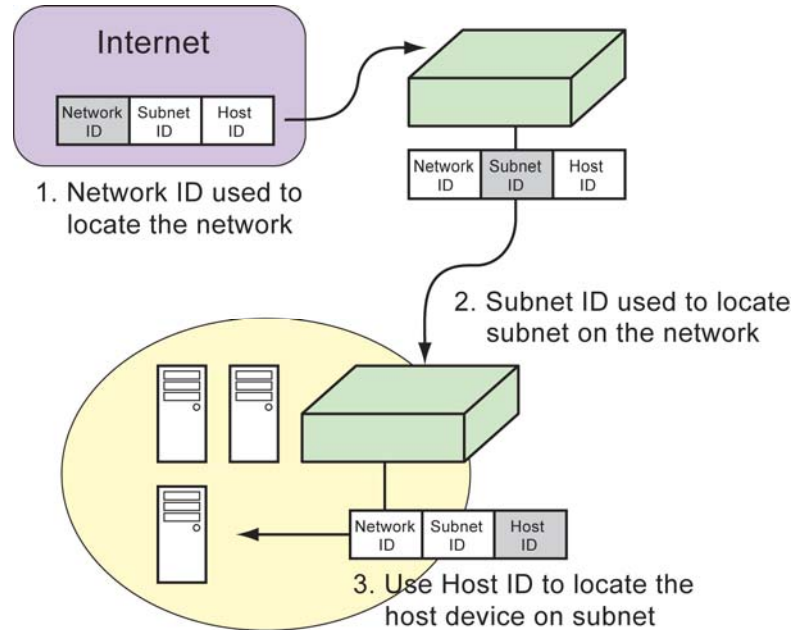 Internet
Network ID
Subnet ID
Host ID
1. Network ID used to
locate the network
Network ID
Subnet ID
Host ID
2. Subnet ID used to locate
subnet on the network
Network ID
Subnet ID
Host ID
3. Use Host ID to locate the
host device on subnet